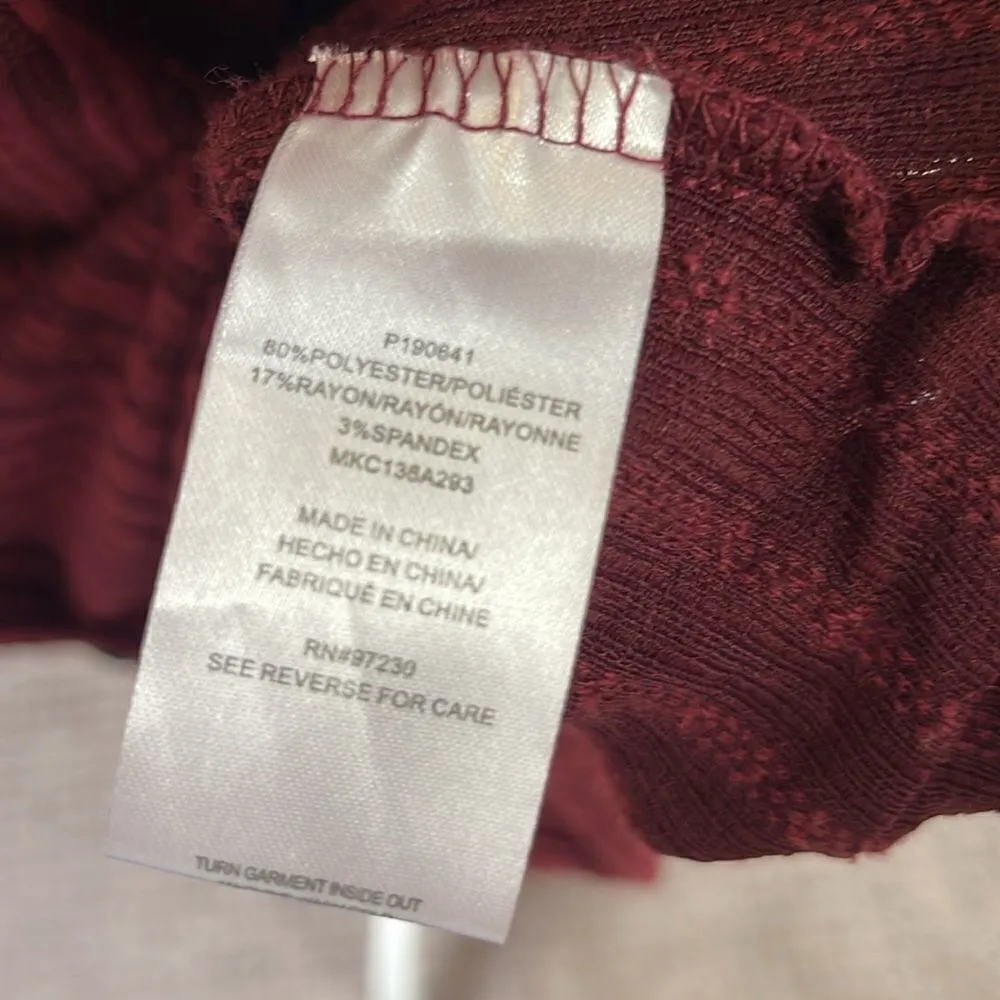 P190641
80%POLYESTER/POLIÉSTER
17%RAYON/RAYÓN/RAYONNE
3%SPANDEX
MKC138A293
MADE IN CHINA/
HECHO EN CHINA/
FABRIQUÉ EN CHINE
RN#97230
SEE REVERSE FOR CARE
TURN GARMENT INSIDE OUT